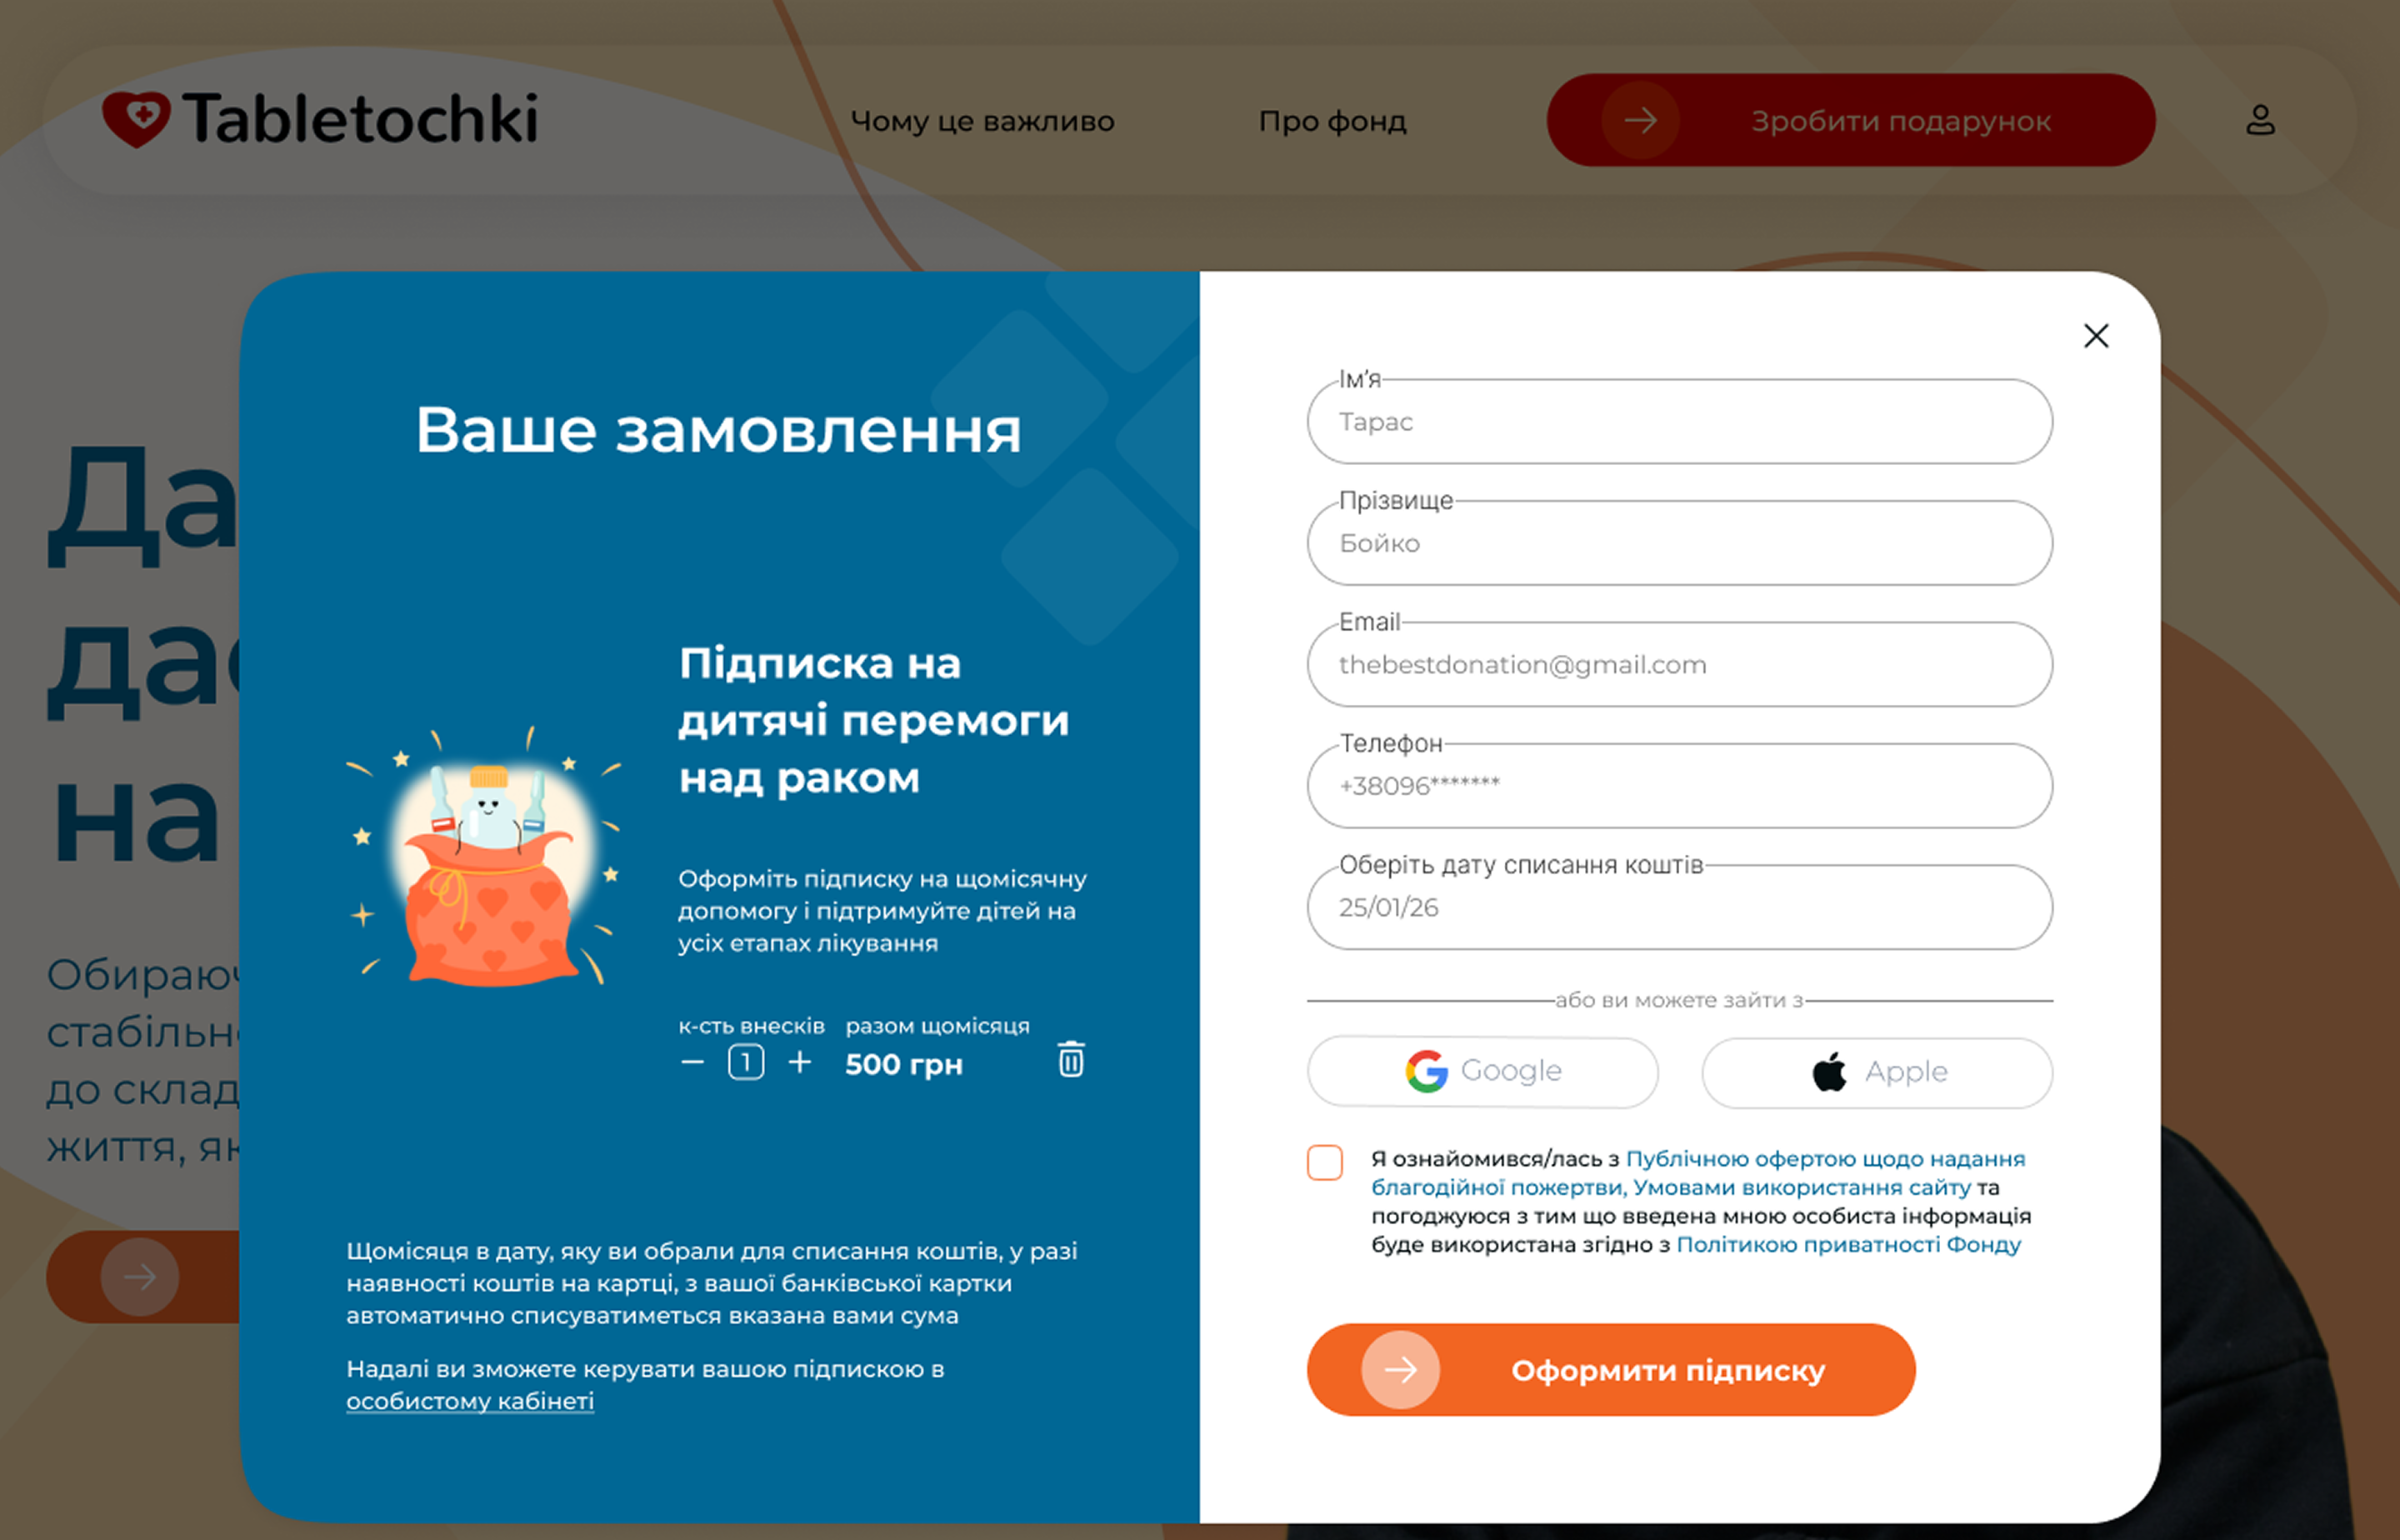 Tabletochki
Чому це важливо
Про фонд
Зробити подарунок
Да
на
до
життя,
Ваше замовлення
Підписка на
дитячі перемоги
над раком
Оформіть підписку на щомісячну
допомогу і підтримуйте дітей на
усіх етапах лікування
к-сть внесків
разом щомісяця
− 1 +
500 грн
Щомісяця в дату, яку ви обрали для списання коштів, у разі
наявності коштів на картці, з вашої банківської картки
автоматично списуватиметься вказана вами сума
Надалі ви зможете керувати вашою підпискою в
особистому кабінеті
Ім'я
Тарас
Прізвище
Бойко
Email
thebestdonation@gmail.com
Телефон
+38096*******
Оберіть дату списання коштів
25/01/26
або ви можете зайти з
Google
Apple
Я ознайомився/лась з Публічною офертою щодо надання
благодійної пожертви, Умовами використання сайту та
погоджуюся з тим що введена мною особиста інформація
буде використана згідно з Політикою приватності Фонду
Оформити підписку